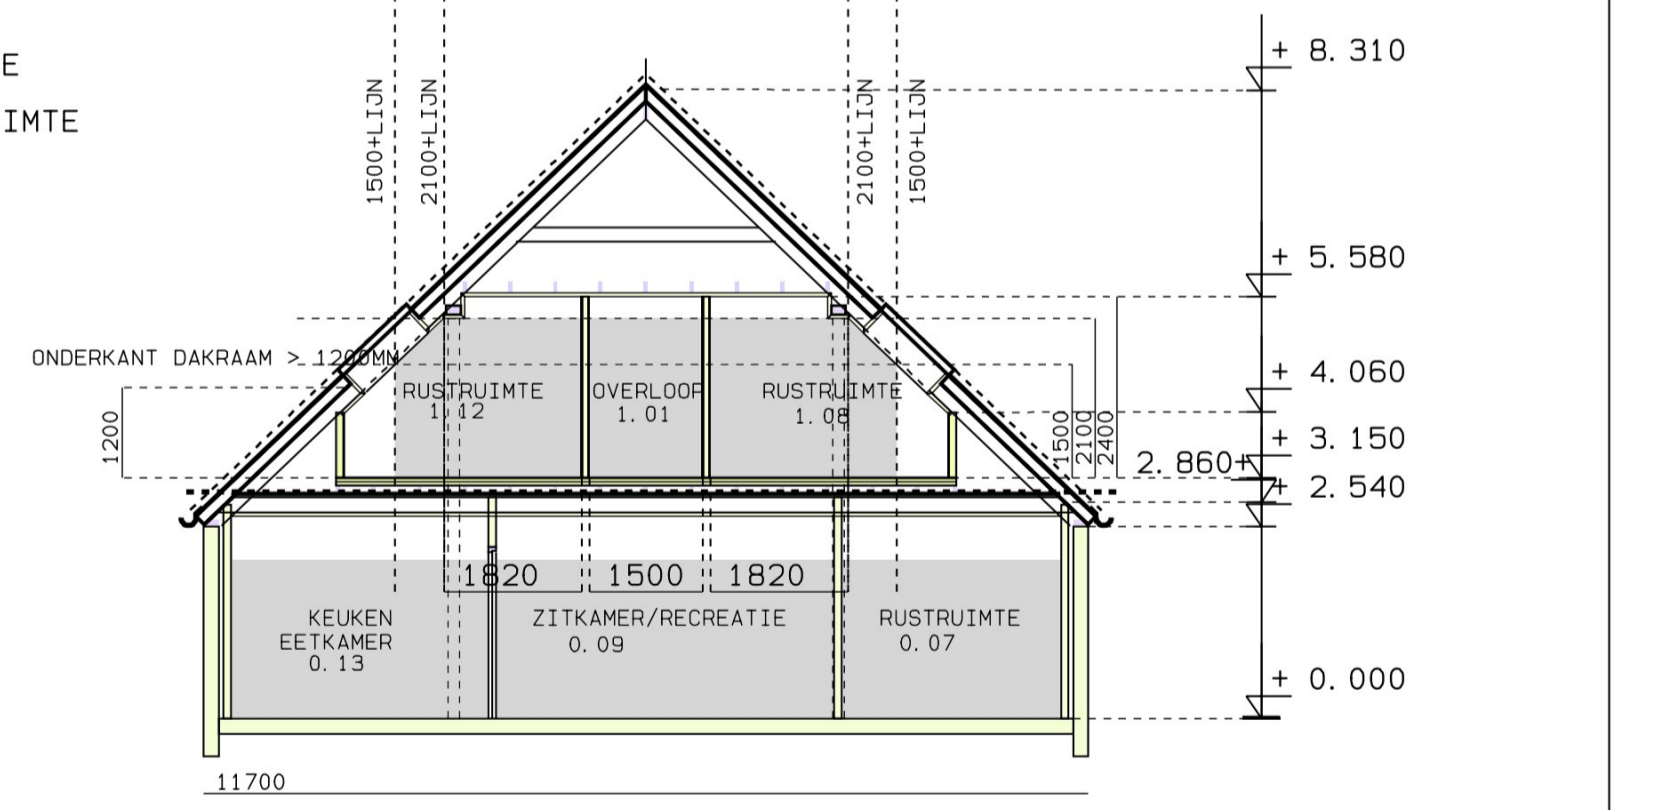 E
IMTE
1500+LIJN
2100+LIJN
2100+LIJN
1500+LIJN
+ 8. 310
+ 5. 580
+ 4. 060
+ 3. 150
2. 860+
+ 2. 540
+ 0. 000
ONDERKANT DAKRAAM > 1200MM
1200
1500
2100
2400
RUSTRUIMTE
1. 12
OVERLOOP
1. 01
RUSTRUIMTE
1. 08
1820
1500
1820
KEUKEN
EETKAMER
0. 13
ZITKAMER/RECREATIE
0. 09
RUSTRUIMTE
0. 07
11700